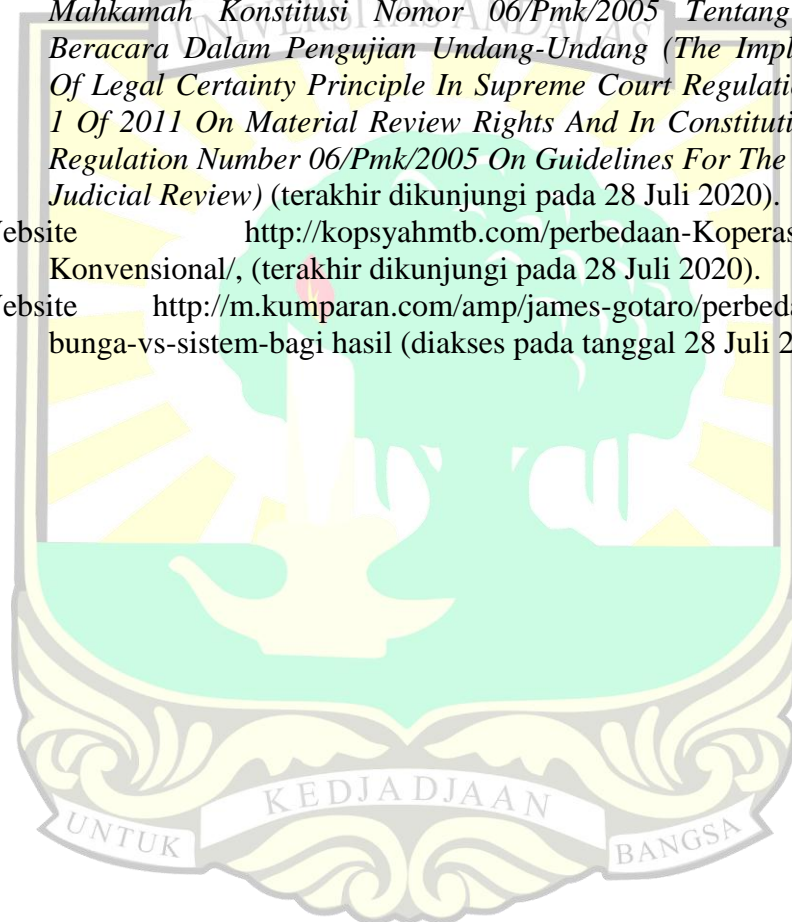 Mahkamah Konstitusi Nomor 06/Pmk/2005 Tentang
UNIVERSITAS ANDALAS
Beracara Dalam Pengujian Undang-Undang (The Impl
Of Legal Certainty Principle In Supreme Court Regulati
1 Of 2011 On Material Review Rights And In Constituti
Regulation Number 06/Pmk/2005 On Guidelines For The
Judicial Review) (terakhir dikunjungi pada 28 Juli 2020).
ebsite http://kopsyahmtb.com/perbedaan-Koperas
Konvensional/, (terakhir dikunjungi pada 28 Juli 2020).
ebsite http://m.kumparan.com/amp/james-gotaro/perbeda
bunga-vs-sistem-bagi hasil (diakses pada tanggal 28 Juli 2
UNTUK KEDJADJAAN BANGSA